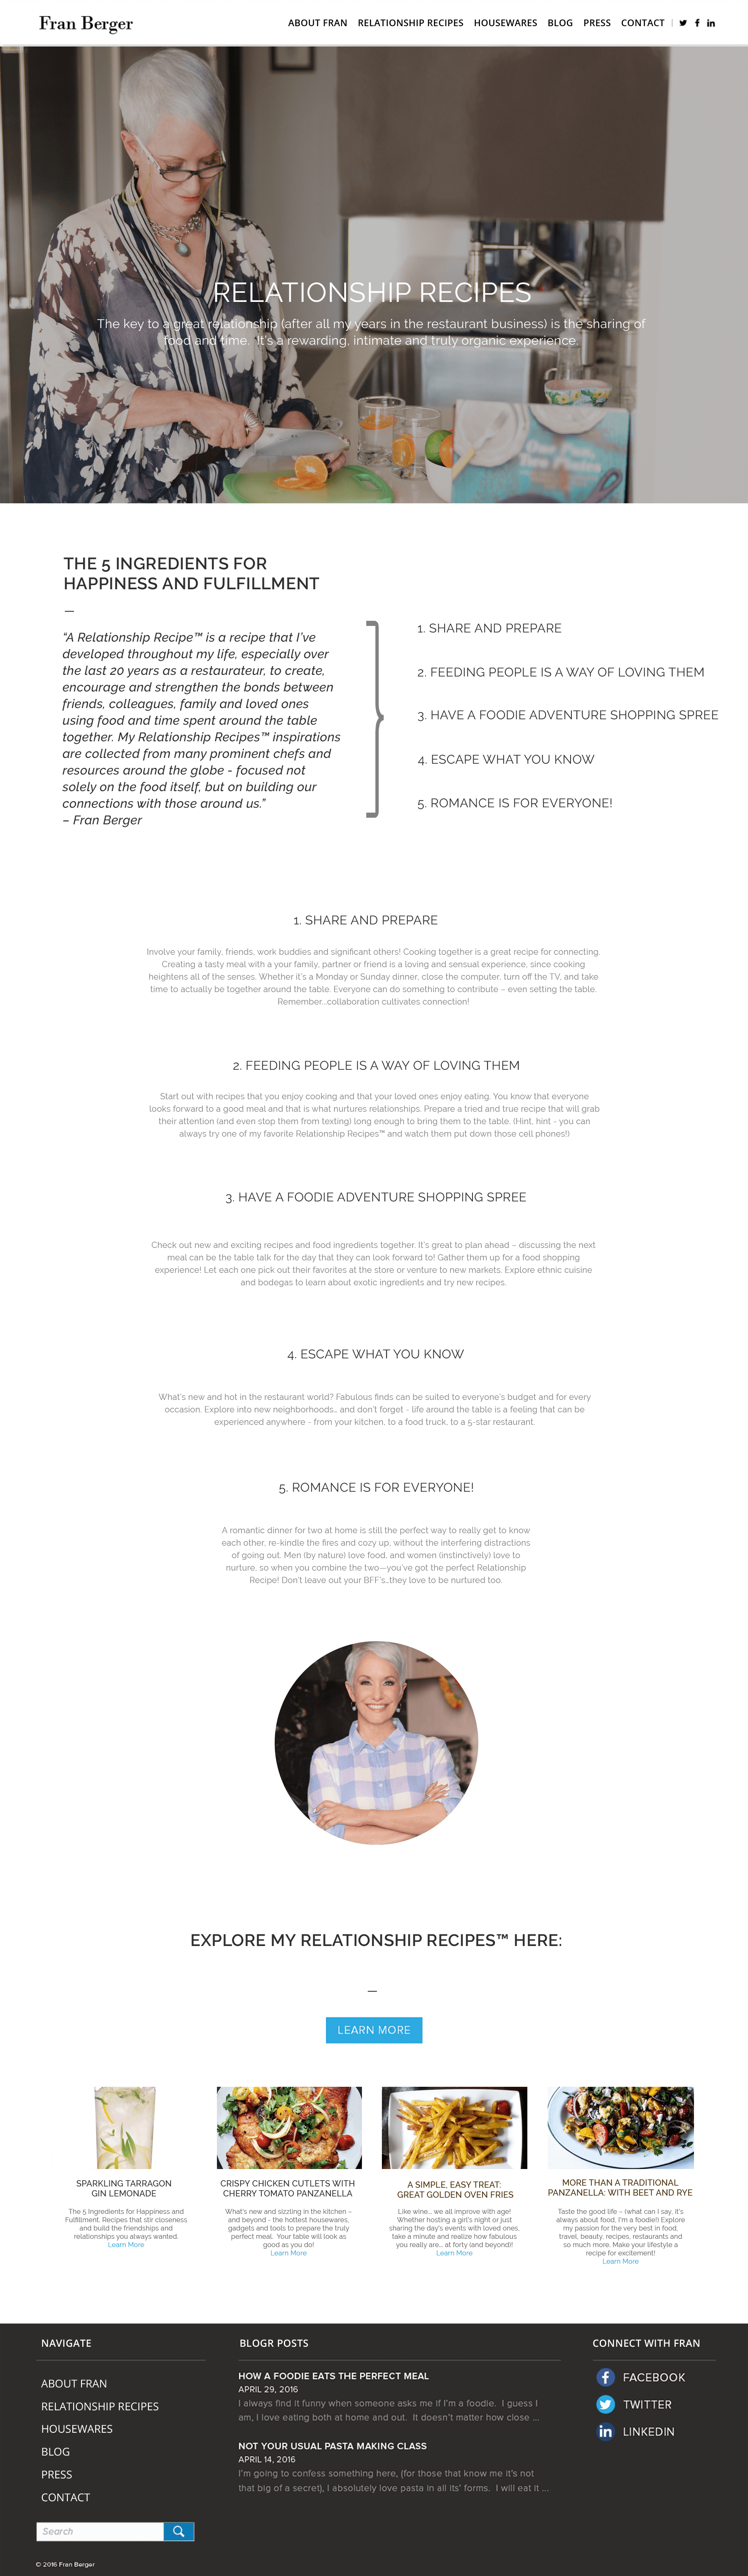 Fran Berger
ABOUT FRAN RELATIONSHIP RECIPES HOUSEWARES BLOG PRESS CONTACT
RELATIONSHIP RECIPES
The key to a great relationship (after all my years in the restaurant business) is the sharing of
food and time. It's a rewarding, intimate and truly organic experience.
THE 5 INGREDIENTS FOR
HAPPINESS AND FULFILLMENT
—
“A Relationship Recipe™ is a recipe that I’ve
developed throughout my life, especially over
the last 20 years as a restaurateur, to create,
encourage and strengthen the bonds between
friends, colleagues, family and loved ones
using food and time spent around the table
together. My Relationship Recipes™ inspirations
are collected from many prominent chefs and
resources around the globe - focused not
solely on the food itself, but on building our
connections with those around us.”
– Fran Berger
1. SHARE AND PREPARE
2. FEEDING PEOPLE IS A WAY OF LOVING THEM
3. HAVE A FOODIE ADVENTURE SHOPPING SPREE
4. ESCAPE WHAT YOU KNOW
5. ROMANCE IS FOR EVERYONE!
1. SHARE AND PREPARE
Involve your family, friends, work buddies and significant others! Cooking together is a great recipe for connecting.
Creating a tasty meal with a your family, partner or friend is a loving and sensual experience, since cooking
heightens all of the senses. Whether it’s a Monday or Sunday dinner, close the computer, turn off the TV, and take
time to actually be together around the table. Everyone can do something to contribute – even setting the table.
Remember...collaboration cultivates connection!
2. FEEDING PEOPLE IS A WAY OF LOVING THEM
Start out with recipes that you enjoy cooking and that your loved ones enjoy eating. You know that everyone
looks forward to a good meal and that is what nurtures relationships. Prepare a tried and true recipe that will grab
their attention (and even stop them from texting) long enough to bring them to the table. (Hint, hint - you can
always try one of my favorite Relationship Recipes™ and watch them put down those cell phones!)
3. HAVE A FOODIE ADVENTURE SHOPPING SPREE
Check out new and exciting recipes and food ingredients together. It’s great to plan ahead – discussing the next
meal can be the table talk for the day that they can look forward to! Gather them up for a food shopping
experience! Let each one pick out their favorites at the store or venture to new markets. Explore ethnic cuisine
and bodegas to learn about exotic ingredients and try new recipes.
4. ESCAPE WHAT YOU KNOW
What’s new and hot in the restaurant world? Fabulous finds can be suited to everyone’s budget and for every
occasion. Explore into new neighborhoods... and don’t forget - life around the table is a feeling that can be
experienced anywhere - from your kitchen, to a food truck, to a 5-star restaurant.
5. ROMANCE IS FOR EVERYONE!
A romantic dinner for two at home is still the perfect way to really get to know
each other, re-kindle the fires and cozy up, without the interfering distractions
of going out. Men (by nature) love food, and women (instinctively) love to
nurture, so when you combine the two—you’ve got the perfect Relationship
Recipe! Don’t leave out your BFF’s...they love to be nurtured too.
EXPLORE MY RELATIONSHIP RECIPES™ HERE:
—
LEARN MORE
SPARKLING TARRAGON
GIN LEMONADE
The 5 Ingredients for Happiness and
Fulfillment. Recipes that stir closeness
and build the friendships and
relationships you always wanted.
Learn More
CRISPY CHICKEN CUTLETS WITH
CHERRY TOMATO PANZANELLA
What’s new and sizzling in the kitchen –
and beyond - the hottest housewares,
gadgets and tools to prepare the truly
perfect meal. Your table will look as
good as you do!
Learn More
A SIMPLE, EASY TREAT:
GREAT GOLDEN OVEN FRIES
Like wine... we all improve with age!
Whether hosting a girl’s night or just
sharing the day’s events with loved ones,
take a minute and realize how fabulous
you really are... at forty (and beyond)!
Learn More
MORE THAN A TRADITIONAL
PANZANELLA: WITH BEET AND RYE
Taste the good life – (what can I say, it’s
always about food, I’m a foodie!) Explore
my passion for the very best in food,
travel, beauty, recipes, restaurants and
so much more. Make your lifestyle a
recipe for excitement!
Learn More
NAVIGATE
ABOUT FRAN
RELATIONSHIP RECIPES
HOUSEWARES
BLOG
PRESS
CONTACT
Search
© 2016 Fran Berger
BLOGR POSTS
HOW A FOODIE EATS THE PERFECT MEAL
APRIL 29, 2016
I always find it funny when someone asks me if I’m a foodie. I guess I
am, I love eating both at home and out. It doesn’t matter how close ...
NOT YOUR USUAL PASTA MAKING CLASS
APRIL 14, 2016
I’m going to confess something here, (for those that know me it’s not
that big of a secret), I absolutely love pasta in all its’ forms. I will eat it ...
CONNECT WITH FRAN
FACEBOOK
TWITTER
LINKEDIN